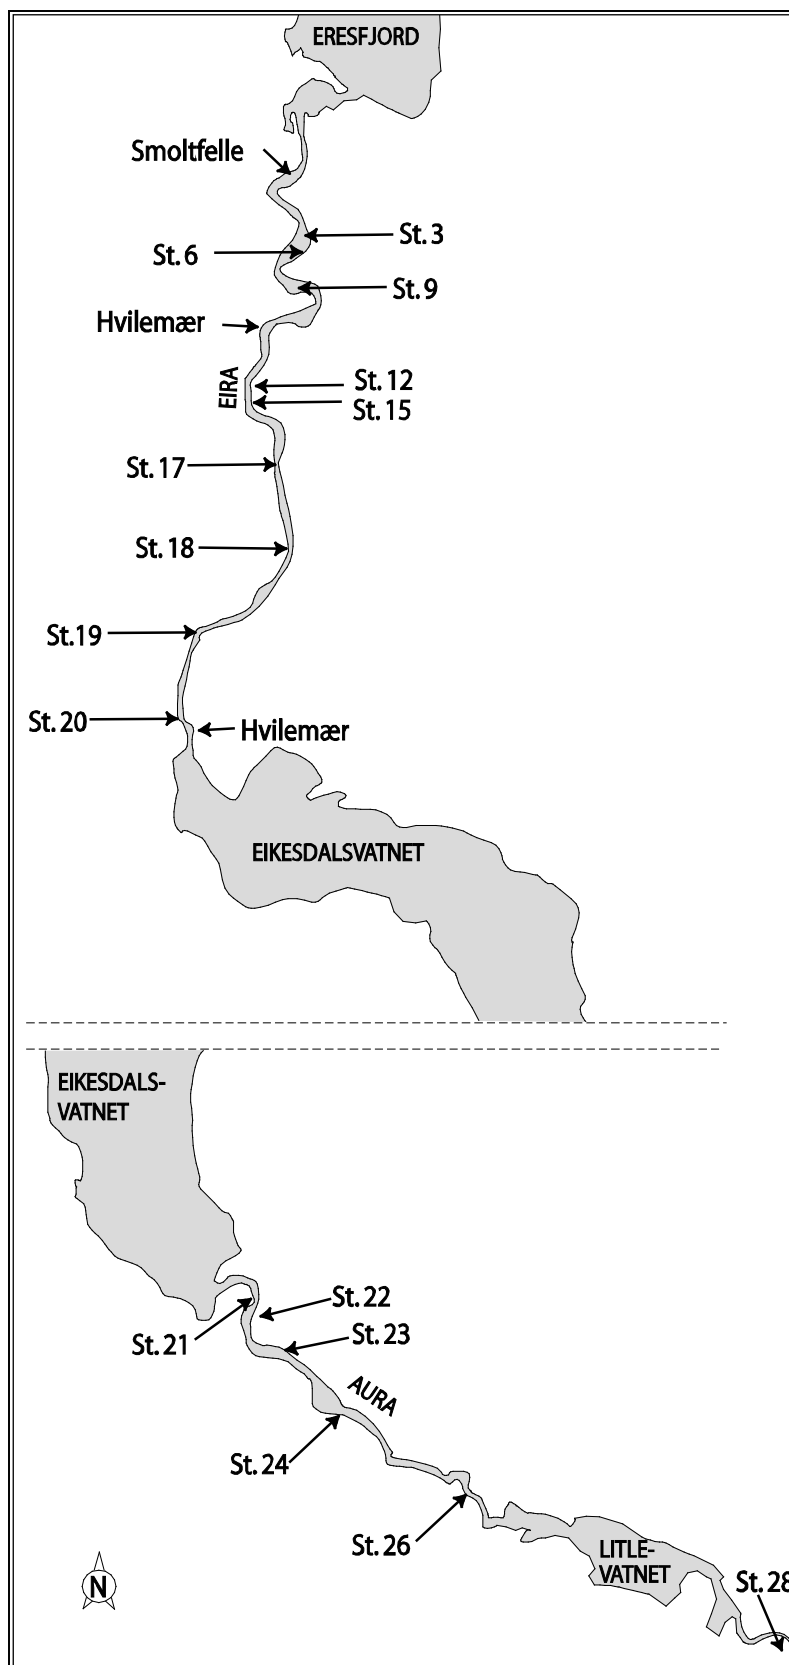 ERESFJORD
Smoltfelle
St. 3
St. 6
St. 9
Hvilemær
EIRA
St. 12
St. 15
St. 17
St. 18
St.19
St. 20
Hvilemær
EIKESDALSVATNET
EIKESDALS-
VATNET
St. 22
St. 23
St. 21
AURA
St. 24
St. 26
LITLE-
VATNET
St. 28
N